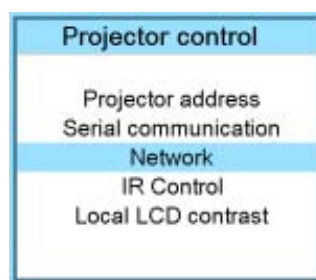 Projector control
Projector address
Serial communication
Network
IR Control
Local LCD contrast